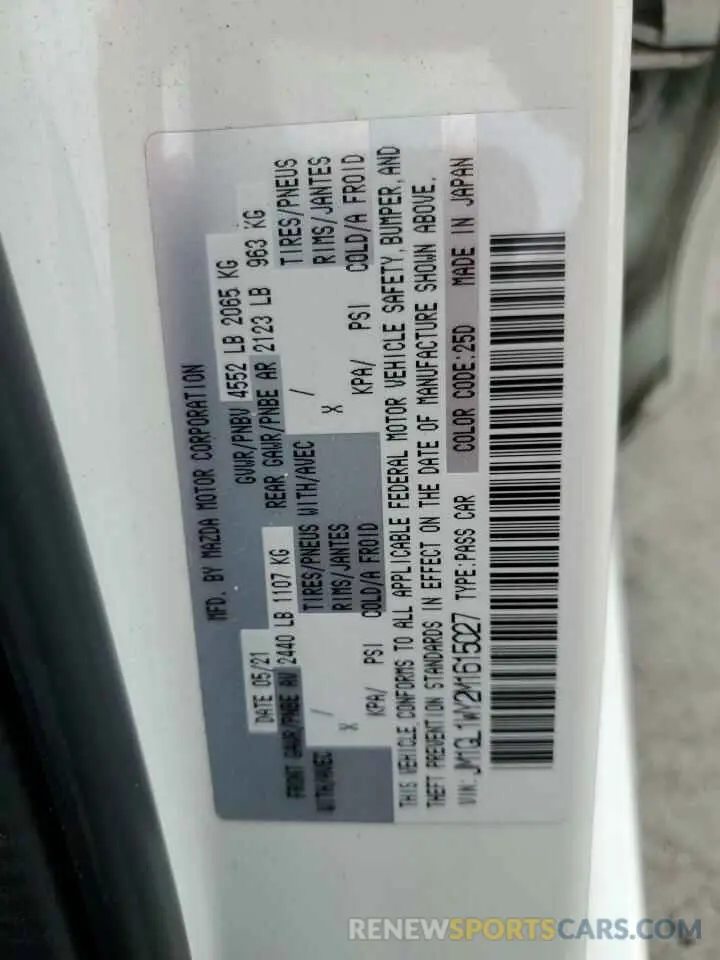 MFD. BY MAZDA MOTOR CORPORATION
DATE 05/21 GVWR/PNBV 4552 LB 2065 KG
FRONT GAWR/PNBE AV 2440 LB 1107 KG REAR GAWR/PNBE AR 2123 LB 963 KG
WITH/AVEC / TIRES/PNEUS WITH/AVEC / TIRES/PNEUS
X RIMS/JANTES X RIMS/JANTES
KPA/ PSI COLD/A FROID KPA/ PSI COLD/A FROID
THIS VEHICLE CONFORMS TO ALL APPLICABLE FEDERAL MOTOR VEHICLE SAFETY, BUMPER, AND
THEFT PREVENTION STANDARDS IN EFFECT ON THE DATE OF MANUFACTURE SHOWN ABOVE.
VIN: JM1GL1WY2M1615027 TYPE:PASS CAR COLOR CODE:25D MADE IN JAPAN
RENEWSPORTSCARS.COM